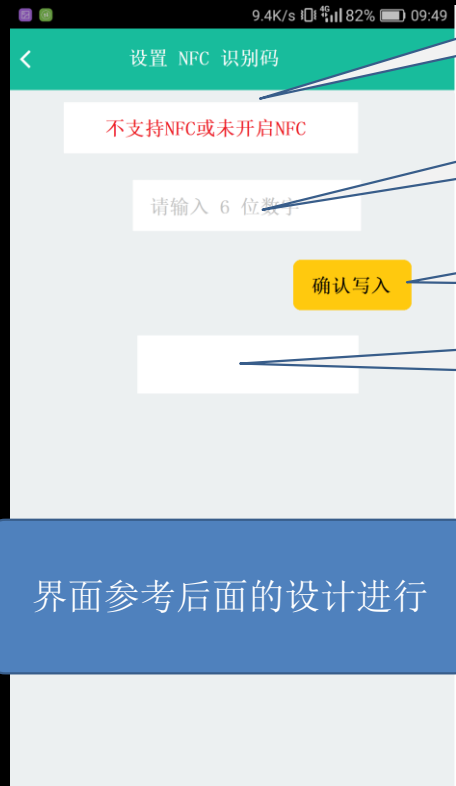 9.4K/s 4G 82% 09:49
设置 NFC 识别码
不支持NFC或未开启NFC
请输入 6 位数字
确认写入
界面参考后面的设计进行